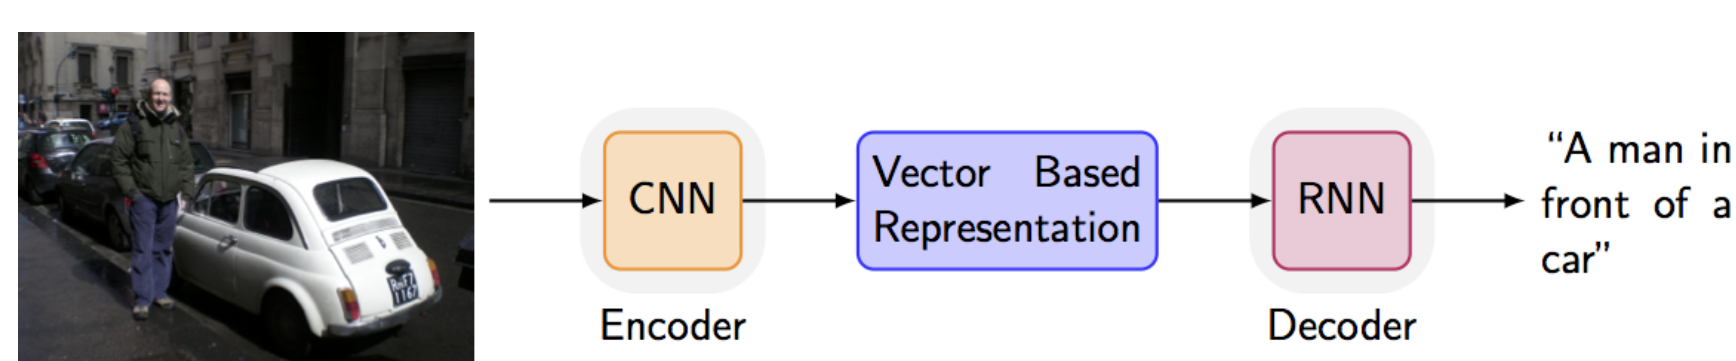 CNN
Encoder
Vector Based
Representation
RNN
Decoder
“A man in
front of a
car”